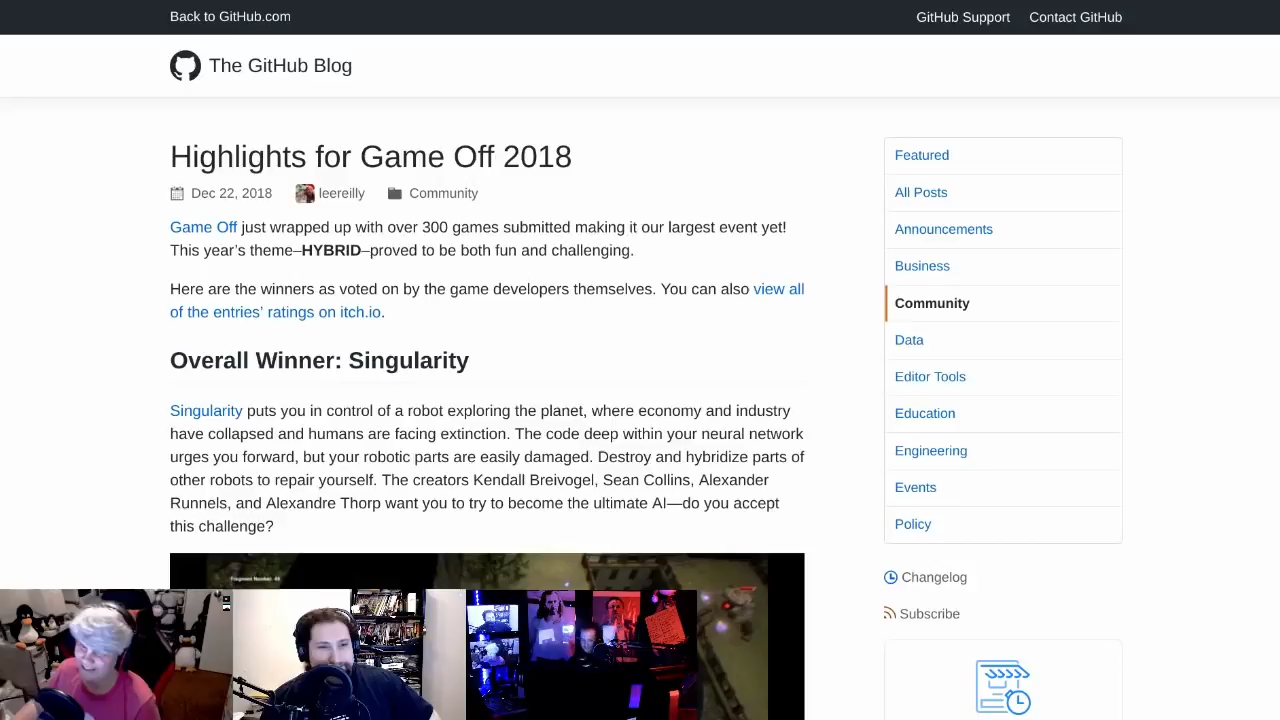 Back to GitHub.com
GitHub Support
Contact GitHub
The GitHub Blog
Highlights for Game Off 2018
Dec 22, 2018
leereilly
Community
Game Off just wrapped up with over 300 games submitted making it our largest event yet!
This year’s theme–HYBRID–proved to be both fun and challenging.
Here are the winners as voted on by the game developers themselves. You can also view all
of the entries’ ratings on itch.io.
Overall Winner: Singularity
Singularity puts you in control of a robot exploring the planet, where economy and industry
have collapsed and humans are facing extinction. The code deep within your neural network
urges you forward, but your robotic parts are easily damaged. Destroy and hybridize parts of
other robots to repair yourself. The creators Kendall Breivogel, Sean Collins, Alexander
Runnels, and Alexandre Thorp want you to try to become the ultimate AI—do you accept
this challenge?
Featured
All Posts
Announcements
Business
Community
Data
Editor Tools
Education
Engineering
Events
Policy
Changelog
Subscribe